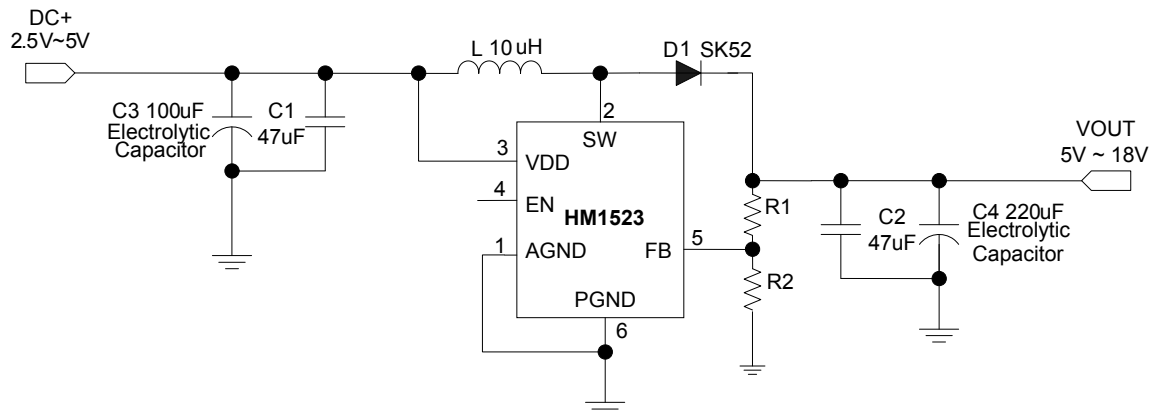 DC+
2.5V~5V
L 10uH
D1 SK52
C3 100uF
Electrolytic
Capacitor
C1
47uF
2
SW
3
VDD
4
EN
HM1523
1
AGND
FB
5
PGND
6
R1
R2
C2
47uF
C4 220uF
Electrolytic
Capacitor
VOUT
5V ~ 18V